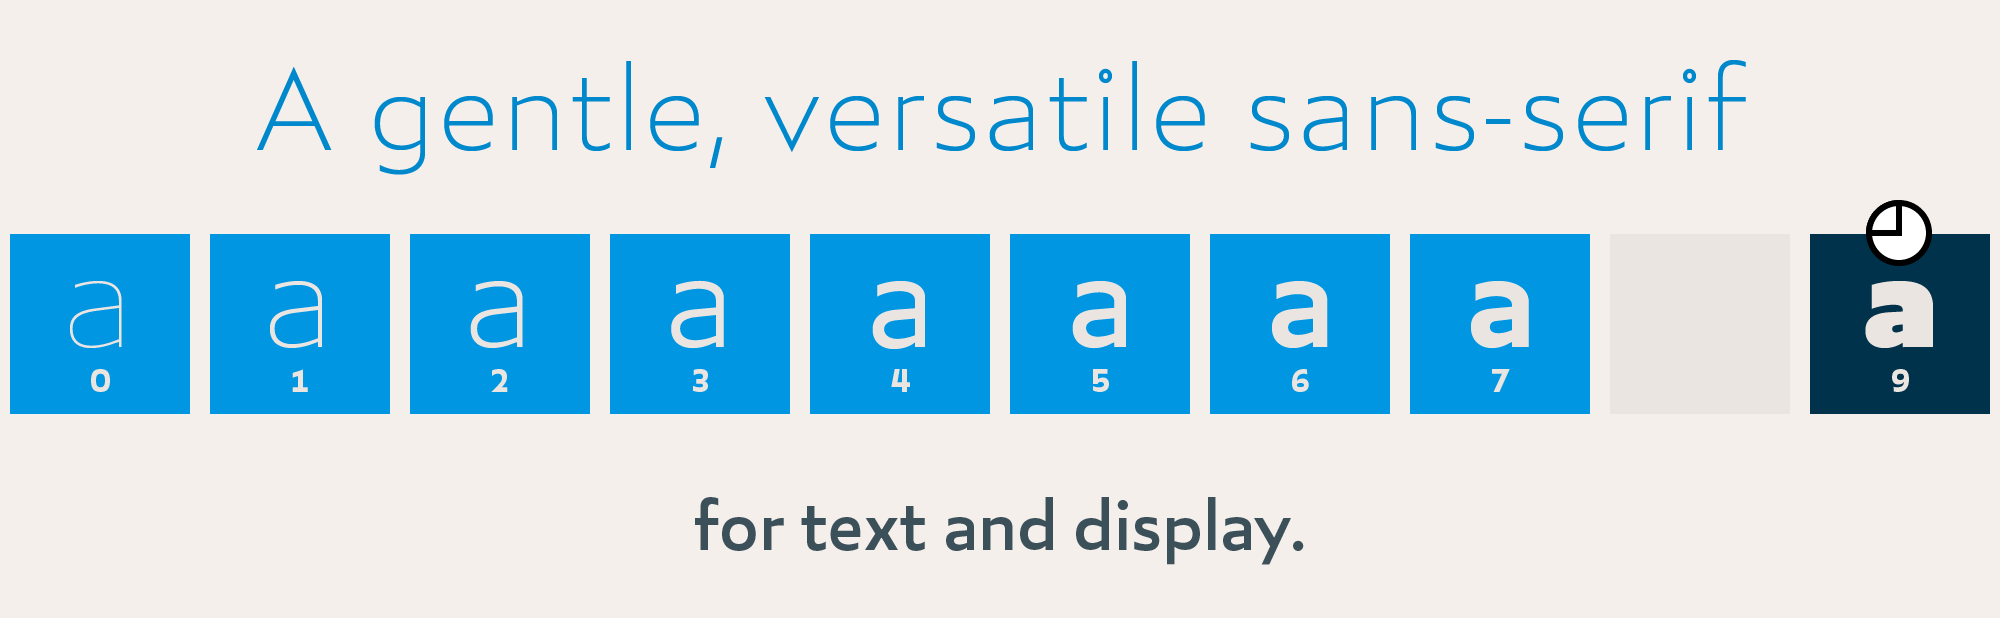 A gentle, versatile sans-serif
a a a a a a a a a
0 1 2 3 4 5 6 7 9
for text and display.